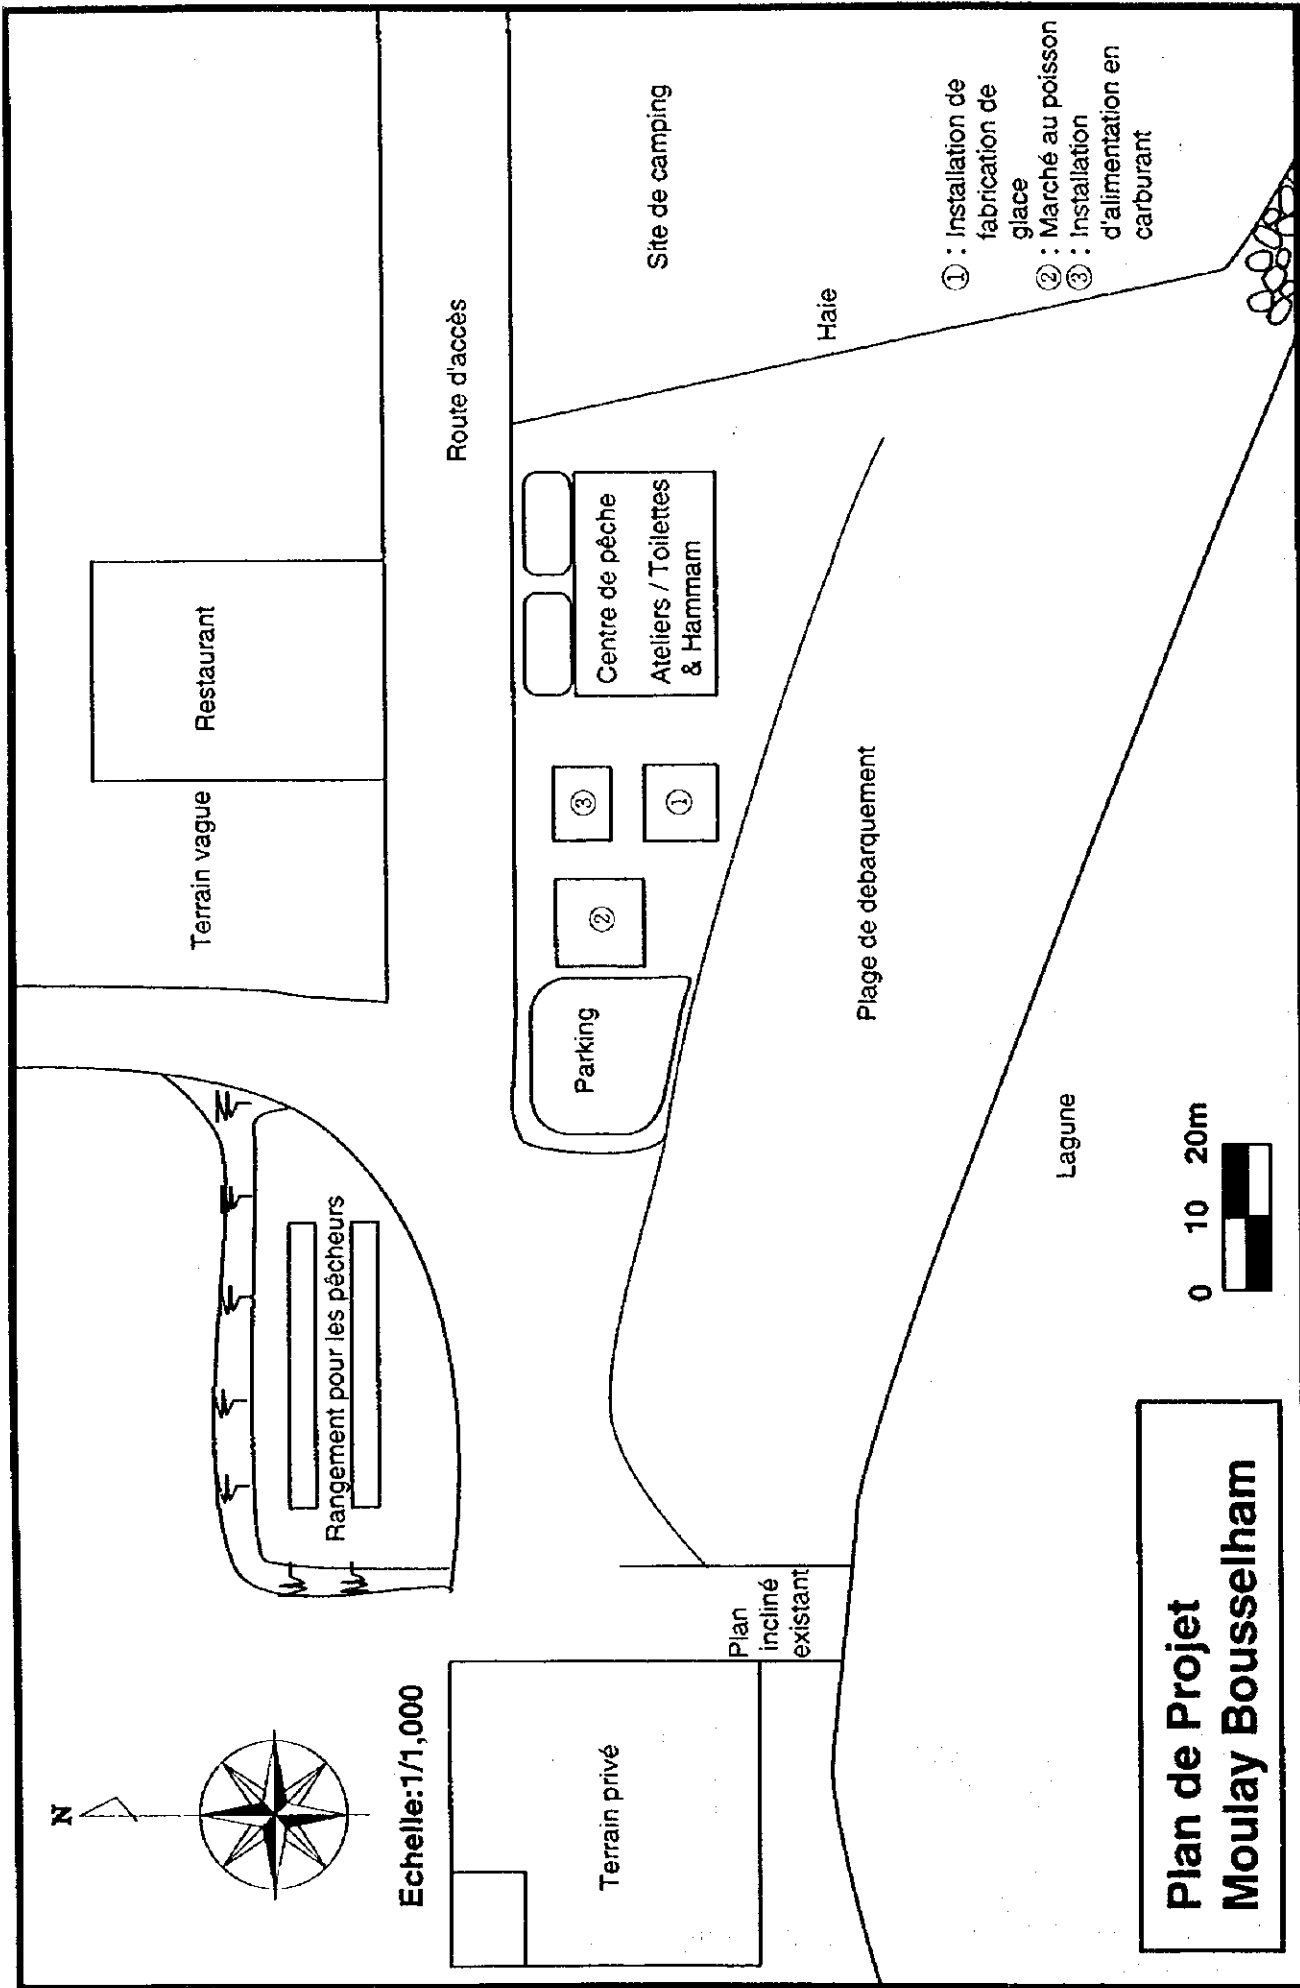 N
Echelle:1/1,000
Terrain privé
Plan
incliné
existant
Rangement pour les pêcheurs
Terrain vague
Restaurant
Route d'accès
Parking
②
③
①
Centre de pêche
Ateliers / Toilettes
& Hammam
Site de camping
Haie
Plage de debarquement
Lagune
① : Installation de
fabrication de
glace
② : Marché au poisson
③ : Installation
d'alimentation en
carburant
0 10 20m
Plan de Projet
Moulay Bousselham